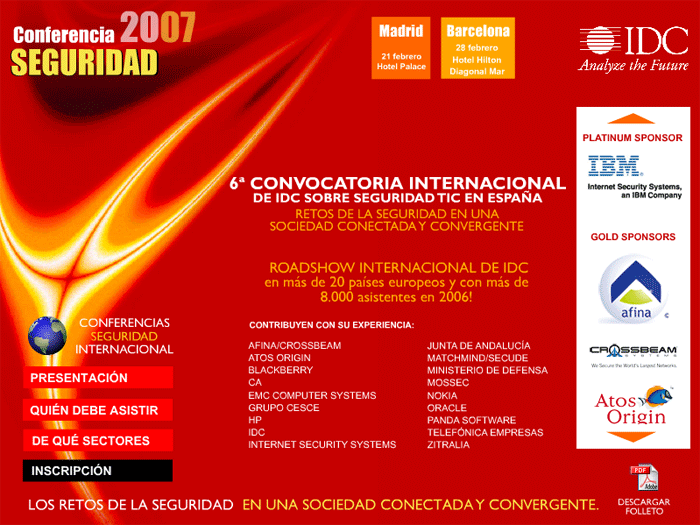 Conferencia 2007
SEGURIDAD
Madrid
21 febrero
Hotel Palace
Barcelona
28 febrero
Hotel Hilton
Diagonal Mar
IDC
Analyze the Future
6ª CONVOCATORIA INTERNACIONAL
DE IDC SOBRE SEGURIDAD TIC EN ESPAÑA
RETOS DE LA SEGURIDAD EN UNA
SOCIEDAD CONECTADA Y CONVERGENTE
ROADSHOW INTERNACIONAL DE IDC
en más de 20 países europeos y con más de
8.000 asistentes en 2006!
CONTRIBUYEN CON SU EXPERIENCIA:
AFINA/CROSSBEAM
ATOS ORIGIN
BLACKBERRY
CA
EMC COMPUTER SYSTEMS
GRUPO CESCE
HP
IDC
INTERNET SECURITY SYSTEMS
JUNTA DE ANDALUCÍA
MATCHMIND/SECUDE
MINISTERIO DE DEFENSA
MOSSEC
NOKIA
ORACLE
PANDA SOFTWARE
TELEFÓNICA EMPRESAS
ZITRALIA
CONFERENCIAS
SEGURIDAD
INTERNACIONAL
PRESENTACIÓN
QUIÉN DEBE ASISTIR
DE QUÉ SECTORES
INSCRIPCIÓN
PLATINUM SPONSOR
IBM
Internet Security Systems,
an IBM Company
GOLD SPONSORS
afina
CROSSBEAM
SYSTEMS
We Secure the World's Largest Networks.
Atos
Origin
PDF
Adobe
DESCARGAR
FOLLETO
LOS RETOS DE LA SEGURIDAD EN UNA SOCIEDAD CONECTADA Y CONVERGENTE.